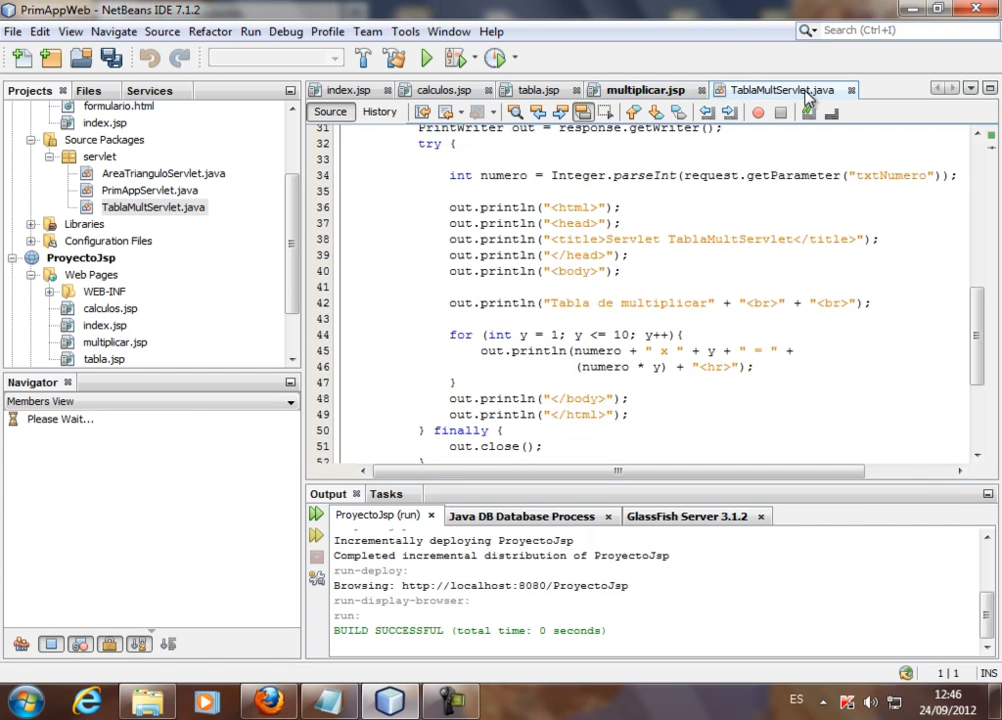 PrimAppWeb - NetBeans IDE 7.1.2
File Edit View Navigate Source Refactor Run Debug Profile Team Tools Window Help
Search (Ctrl+I)
Projects Files Services
index.jsp calculos.jsp tabla.jsp multiplicar.jsp TablaMultServlet.java
Source History
formulario.html
index.jsp
Source Packages
servlet
AreaTrianguloServlet.java
PrimAppServlet.java
TablaMultServlet.java
Libraries
Configuration Files
ProyectoJsp
Web Pages
WEB-INF
calculos.jsp
index.jsp
multiplicar.jsp
tabla.jsp
31 PrintWriter out = response.getWriter();
32 try {
33
34 int numero = Integer.parseInt(request.getParameter("txtNumero"));
35
36 out.println("<html>");
37 out.println("<head>");
38 out.println("<title>Servlet TablaMultServlet</title>");
39 out.println("</head>");
40 out.println("<body>");
41
42 out.println("Tabla de multiplicar" + "<br>" + "<br>");
43
44 for (int y = 1; y <= 10; y++){
45 out.println(numero + " x " + y + " = " +
46 (numero * y) + "<hr>");
47 }
48 out.println("</body>");
49 out.println("</html>");
50 } finally {
51 out.close();
52 }
Navigator
Members View
Please Wait...
Output Tasks
ProyectoJsp (run) Java DB Database Process GlassFish Server 3.1.2
Incrementally deploying ProyectoJsp
Completed incremental distribution of ProyectoJsp
run-deploy:
Browsing: http://localhost:8080/ProyectoJsp
run-display-browser:
run:
BUILD SUCCESSFUL (total time: 0 seconds)
1 | 1 INS
ES
12:46
24/09/2012